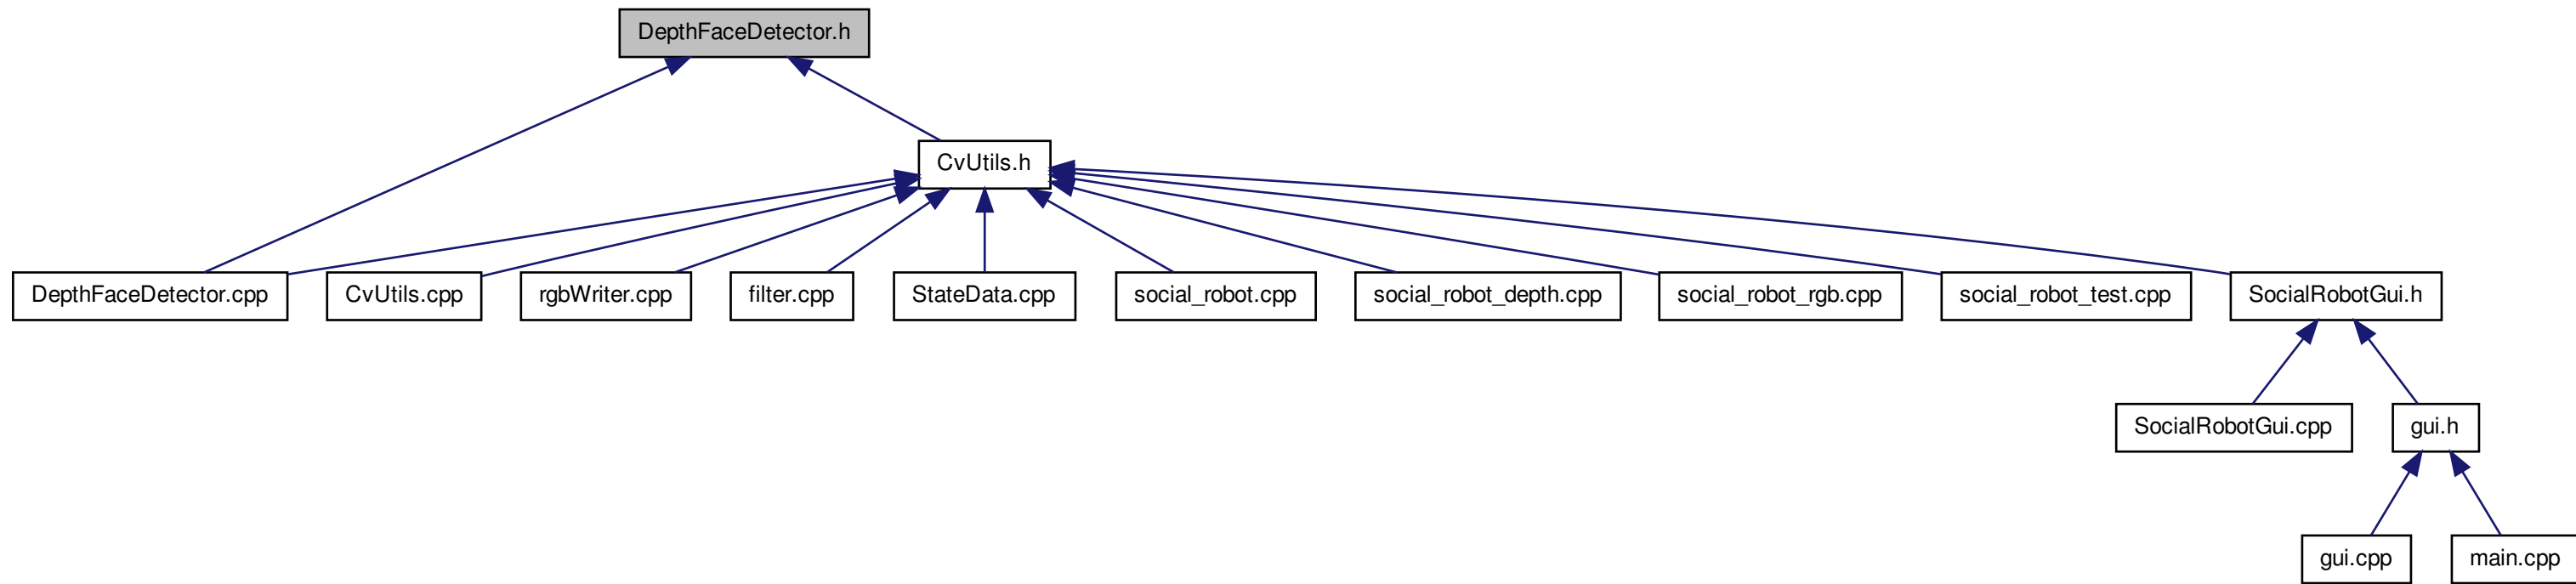 DepthFaceDetector.h
CvUtils.h
DepthFaceDetector.cpp
CvUtils.cpp
rgbWriter.cpp
filter.cpp
StateData.cpp
social_robot.cpp
social_robot_depth.cpp
social_robot_rgb.cpp
social_robot_test.cpp
SocialRobotGui.h
SocialRobotGui.cpp
gui.h
gui.cpp
main.cpp